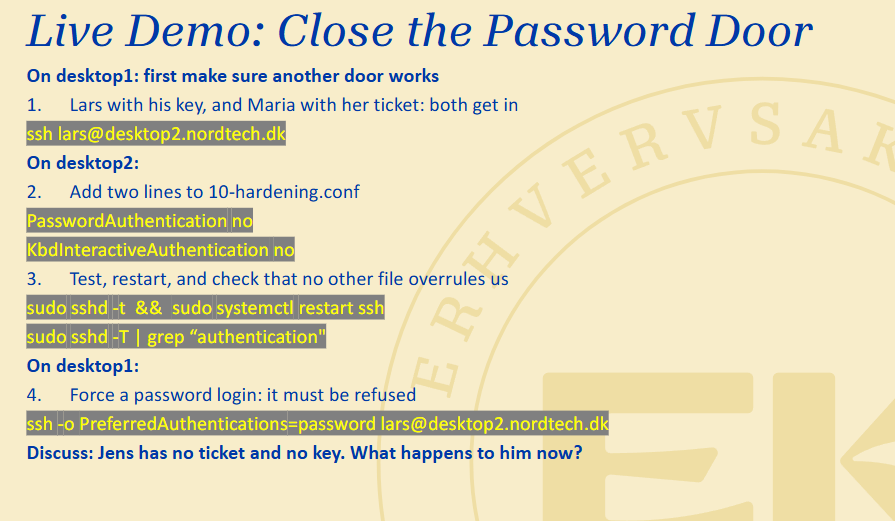 Live Demo: Close the Password Door
On desktop1: first make sure another door works
1. Lars with his key, and Maria with her ticket: both get in
ssh lars@desktop2.nordtech.dk
On desktop2:
2. Add two lines to 10-hardening.conf
PasswordAuthentication no
KbdInteractiveAuthentication no
3. Test, restart, and check that no other file overrules us
sudo sshd -t && sudo systemctl restart ssh
sudo sshd -T | grep “authentication"
On desktop1:
4. Force a password login: it must be refused
ssh -o PreferredAuthentications=password lars@desktop2.nordtech.dk
Discuss: Jens has no ticket and no key. What happens to him now?
ERHVERVSAK
EK